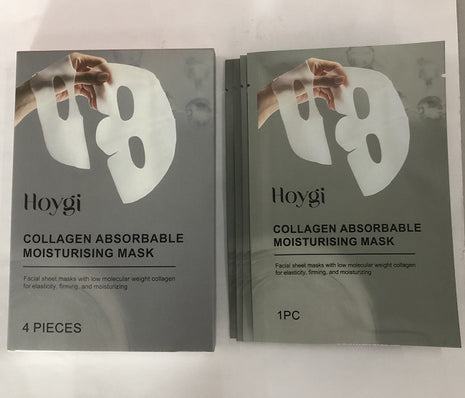 Hoygi
COLLAGEN ABSORBABLE
MOISTURISING MASK
Facial sheet masks with low molecular weight collagen
for elasticity, firming, and moisturizing
4 PIECES
Hoygi
COLLAGEN ABSORBABLE
MOISTURISING MASK
Facial sheet masks with low molecular weight collagen
for elasticity, firming, and moisturizing
1PC